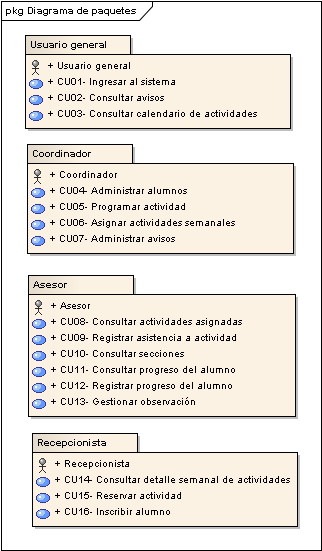 pkg Diagrama de paquetes
Usuario general
+ Usuario general
+ CU01- Ingresar al sistema
+ CU02- Consultar avisos
+ CU03- Consultar calendario de actividades
Coordinador
+ Coordinador
+ CU04- Administrar alumnos
+ CU05- Programar actividad
+ CU06- Asignar actividades semanales
+ CU07- Administrar avisos
Asesor
+ Asesor
+ CU08- Consultar actividades asignadas
+ CU09- Registrar asistencia a actividad
+ CU10- Consultar secciones
+ CU11- Consultar progreso del alumno
+ CU12- Registrar progreso del alumno
+ CU13- Gestionar observación
Recepcionista
+ Recepcionista
+ CU14- Consultar detalle semanal de actividades
+ CU15- Reservar actividad
+ CU16- Inscribir alumno